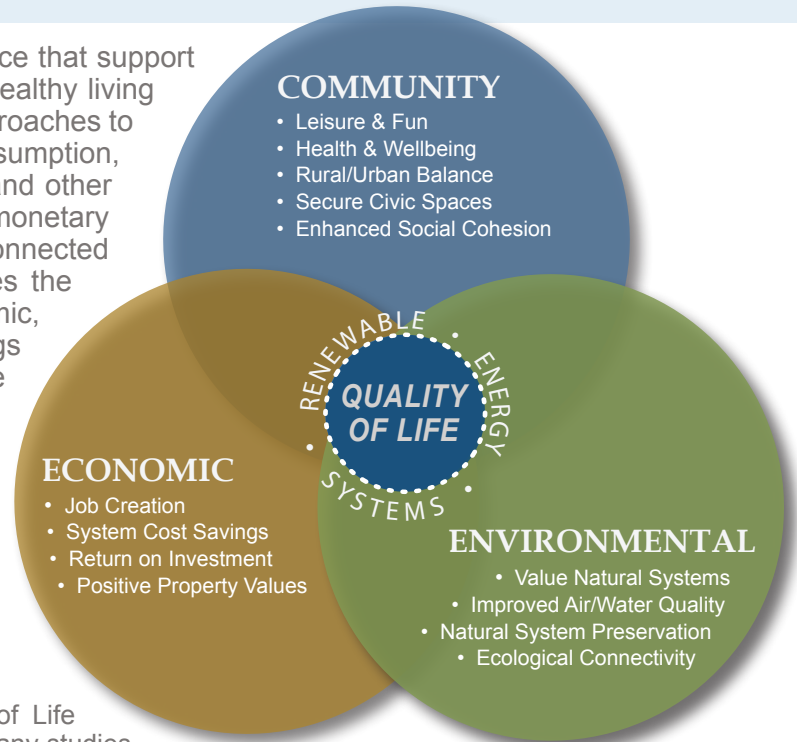 ce that support
ealthy living
roaches to
sumption,
and other
monetary
onnected
es the
mic,
gs
e
COMMUNITY
• Leisure & Fun
• Health & Wellbeing
• Rural/Urban Balance
• Secure Civic Spaces
• Enhanced Social Cohesion
RENEWABLE • ENERGY • SYSTEMS •
QUALITY
OF LIFE
ECONOMIC
• Job Creation
• System Cost Savings
• Return on Investment
• Positive Property Values
ENVIRONMENTAL
• Value Natural Systems
• Improved Air/Water Quality
• Natural System Preservation
• Ecological Connectivity
of Life
any studies